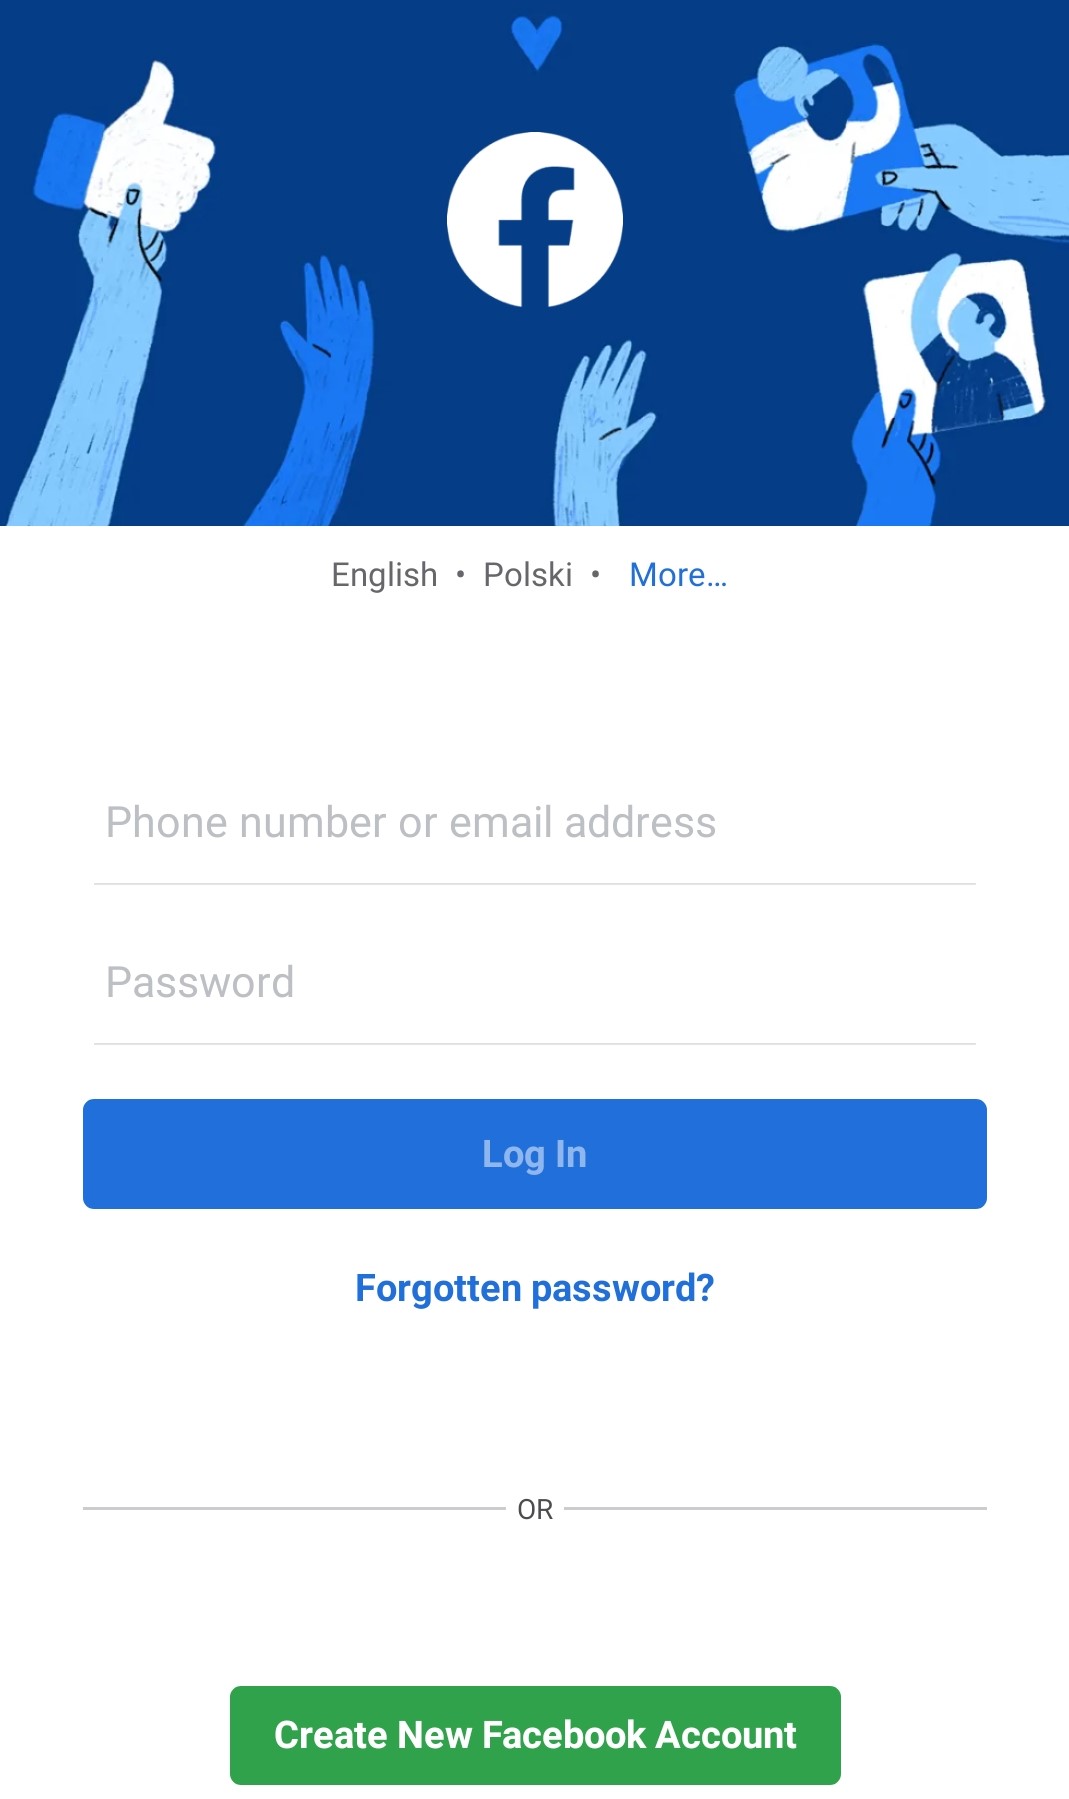 English • Polski • More...
Phone number or email address
Password
Log In
Forgotten password?
OR
Create New Facebook Account